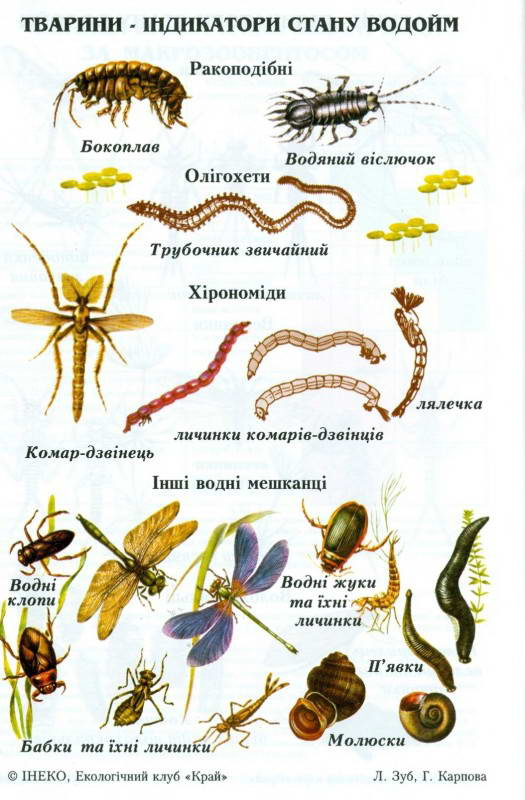 ТВАРИНИ - ІНДИКАТОРИ СТАНУ ВОДОЙМ
Ракоподібні
Бокоплав
Водяний віслючок
Олігохети
Трубочник звичайний
Хірономіди
лялечка
личинки комарів-дзвінців
Комар-дзвінець
Інші водні мешканці
Водні
клопи
Водні жуки
та їхні
личинки
П'явки
Бабки та їхні личинки
Молюски
© ІНЕКО, Екологічний клуб «Край»
Л. Зуб, Г. Карпова